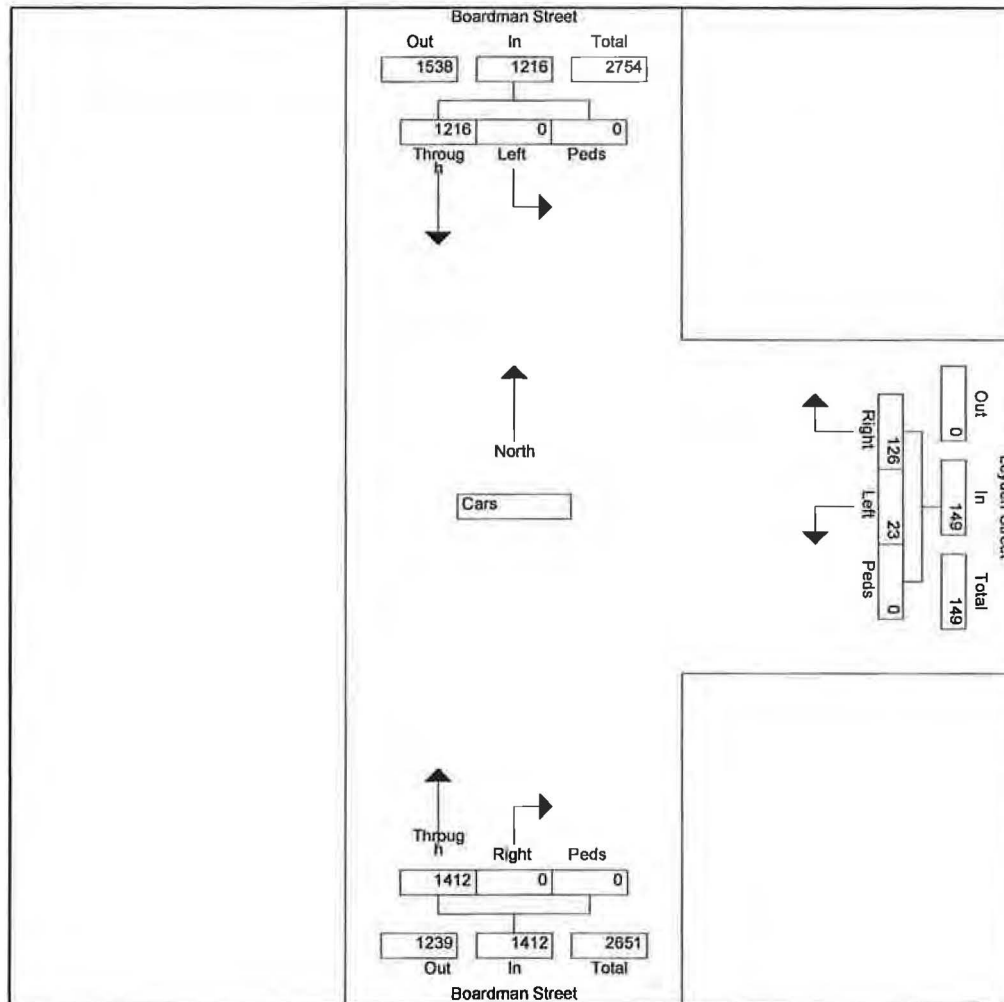 Boardman Street
Out In Total
1538 1216 2754
1216 0 0
Throug
h
Left Peds
North
Cars
Out In Total
0 149 149
Right Left Peds
126 23 0
Street
Throug
h
Right Peds
1412 0 0
1239 1412 2651
Out In Total
Boardman Street